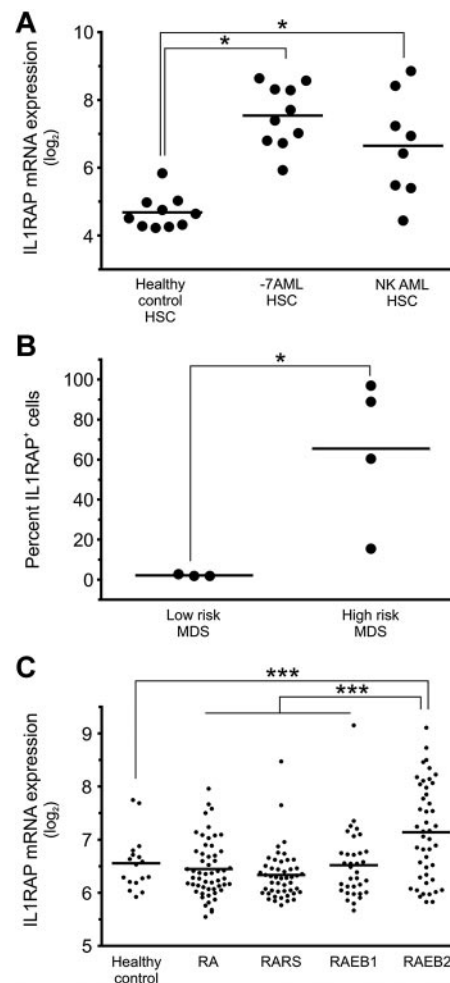 A
IL1RAP mRNA expression
(log₂)
10
8
6
4
*
*
Healthy
control
HSC
-7AML
HSC
NK AML
HSC
B
Percent IL1RAP⁺ cells
100
80
60
40
20
0
*
Low risk
MDS
High risk
MDS
C
IL1RAP mRNA expression
(log₂)
9
8
7
6
5
***
***
Healthy
control
RA
RARS
RAEB1
RAEB2